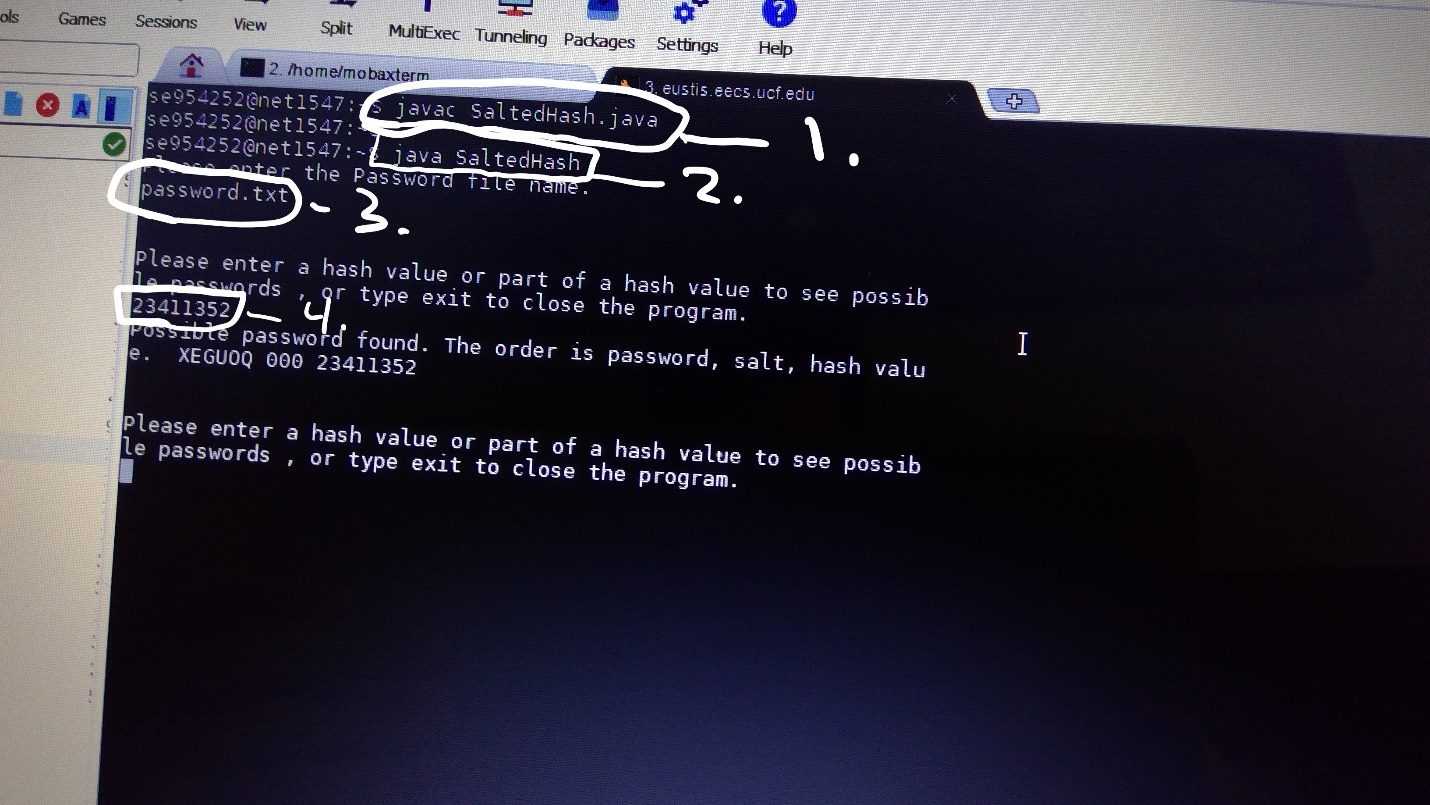 ols Games Sessions View Split MultiExec Tunneling Packages Settings Help
2. /home/mobaxterm
3. eustis.eecs.ucf.edu
se954252@net1547:~$ javac SaltedHash.java 1.
se954252@net1547:~
se954252@net1547:~$ java SaltedHash 2.
Please enter the Password file name.
password.txt 3.
Please enter a hash value or part of a hash value to see possib
le passwords , or type exit to close the program.
23411352 4.
Possible password found. The order is password, salt, hash valu
e. XEGUOQ 000 23411352
Please enter a hash value or part of a hash value to see possib
le passwords , or type exit to close the program.